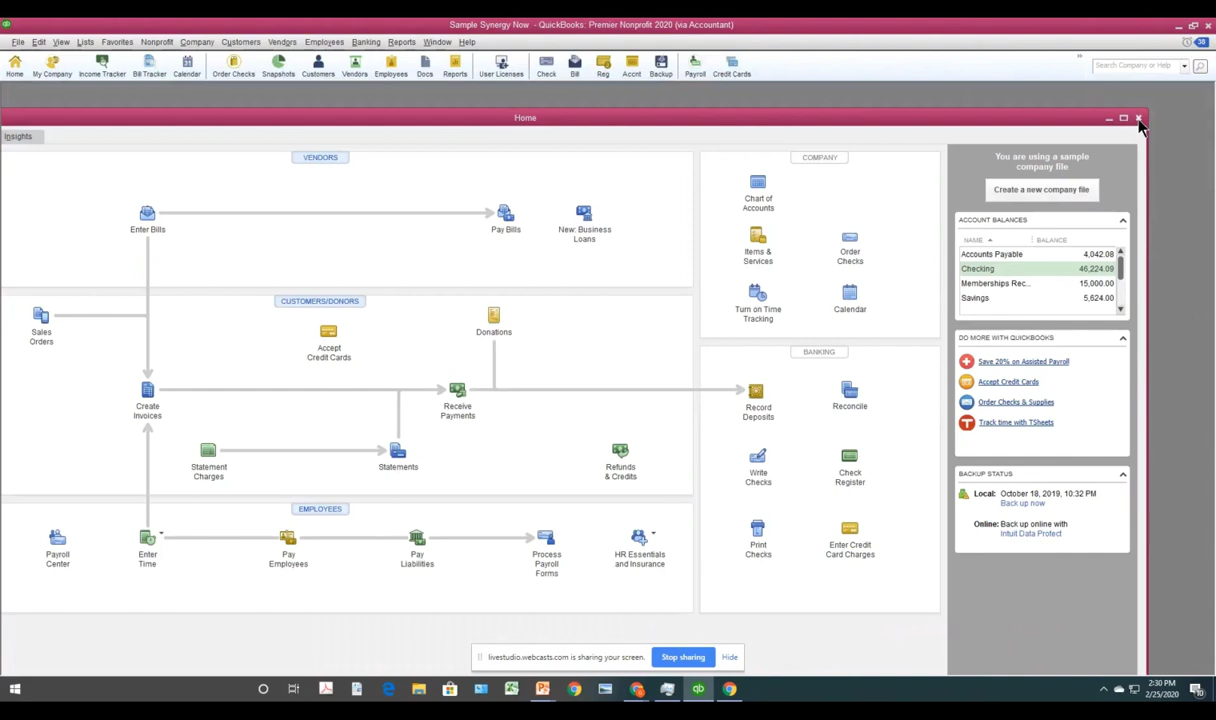 Sample Synergy Now - QuickBooks: Premier Nonprofit 2020 (via Accountant)
File Edit View Lists Favorites Nonprofit Company Customers Vendors Employees Banking Reports Window Help
38
Home My Company Income Tracker Bill Tracker Calendar Order Checks Snapshots Customers Vendors Employees Docs Reports User Licenses Check Bill Reg Accnt Backup Payroll Credit Cards
Search Company or Help
Home
Insights
VENDORS
Enter Bills
Pay Bills
New: Business
Loans
CUSTOMERS/DONORS
Sales
Orders
Accept
Credit Cards
Donations
Create
Invoices
Receive
Payments
Statement
Charges
Statements
Refunds
& Credits
EMPLOYEES
Payroll
Center
Enter
Time
Pay
Employees
Pay
Liabilities
Process
Payroll
Forms
HR Essentials
and Insurance
COMPANY
Chart of
Accounts
Items &
Services
Order
Checks
Turn on Time
Tracking
Calendar
BANKING
Record
Deposits
Reconcile
Write
Checks
Check
Register
Print
Checks
Enter Credit
Card Charges
You are using a sample
company file
Create a new company file
ACCOUNT BALANCES
NAME BALANCE
Accounts Payable 4,042.08
Checking 46,224.09
Memberships Rec... 15,000.00
Savings 5,624.00
DO MORE WITH QUICKBOOKS
Save 20% on Assisted Payroll
Accept Credit Cards
Order Checks & Supplies
Track time with TSheets
BACKUP STATUS
Local: October 18, 2019, 10:32 PM
Back up now
Online: Back up online with
Intuit Data Protect
livestudio.webcasts.com is sharing your screen. Stop sharing Hide
2:30 PM
2/25/2020